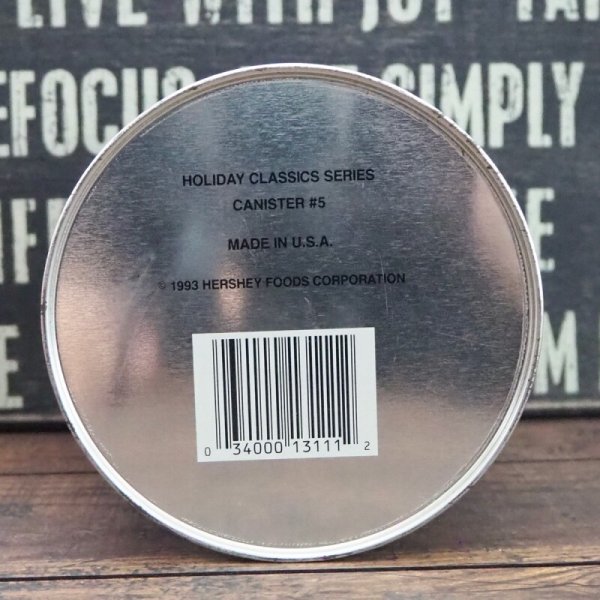 LIVE WITH JOY
EFOCUS SIMPLY
HOLIDAY CLASSICS SERIES
CANISTER #5
MADE IN U.S.A.
© 1993 HERSHEY FOODS CORPORATION
0 34000 13111 2